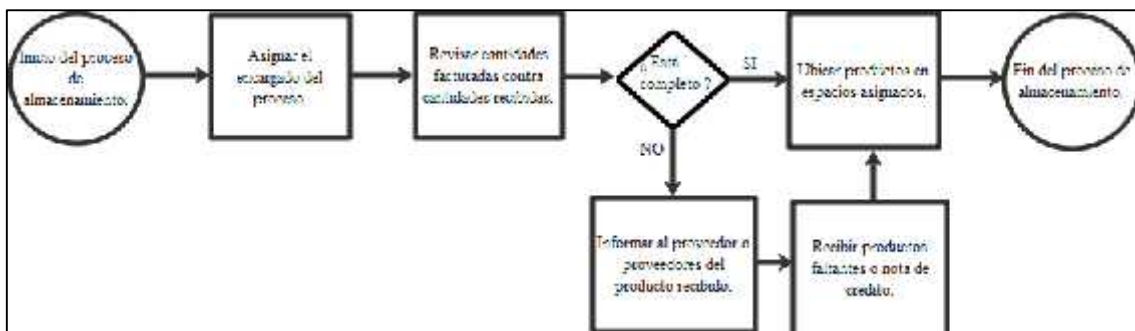 Inicio del proceso
de
almacenamiento.
Asignar el
encargado del
proceso
Revisar cantidades
facturadas contra
cantidades recibidas.
¿ Está
completo ?
SI
Ubicar productos en
espacios asignados.
Fin del proceso de
almacenamiento.
NO
Informar al proveedor o
proveedores del
producto recibido.
Recibir productos
faltantes o nota de
credito.